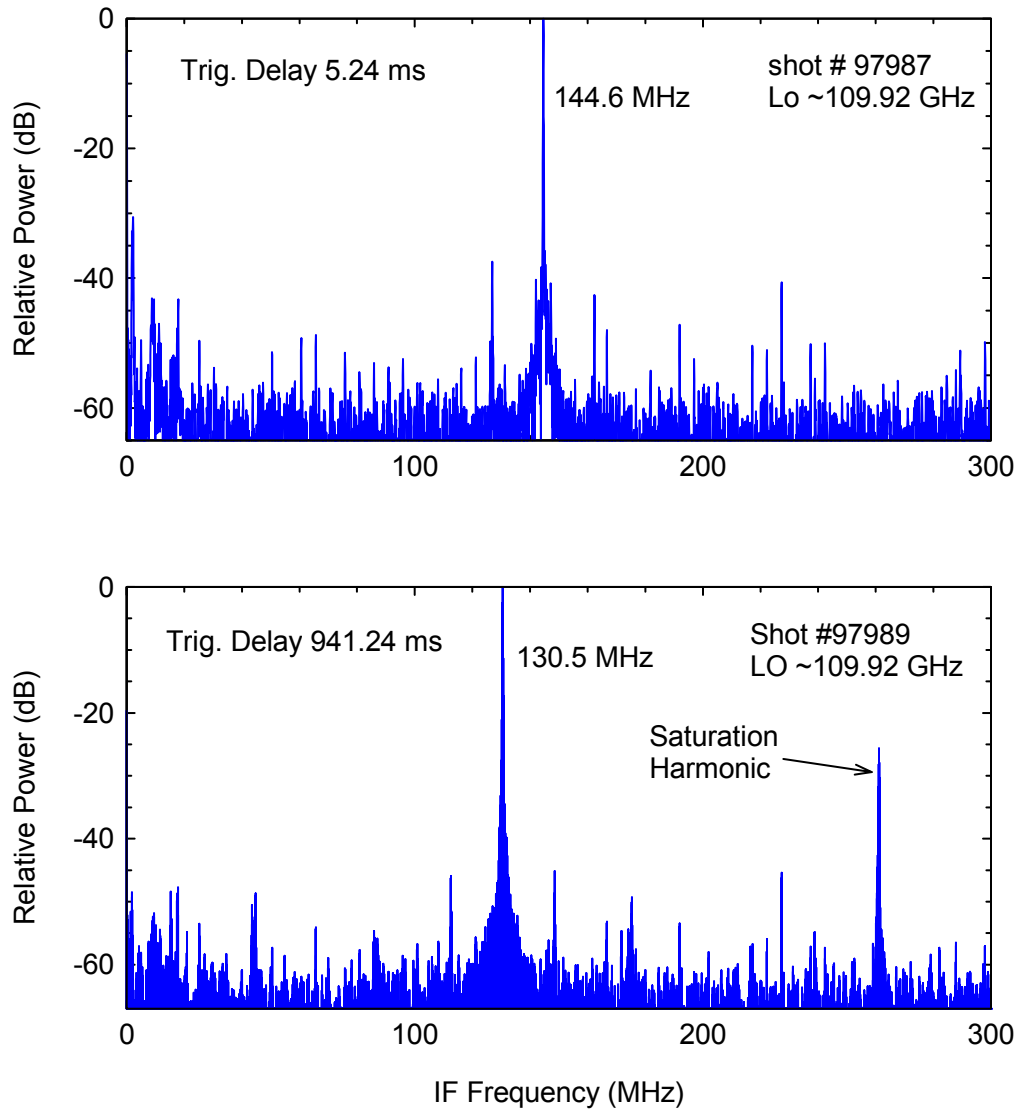 0
Trig. Delay 5.24 ms
shot # 97987
144.6 MHz
Lo ~109.92 GHz
-20
Relative Power (dB)
-40
-60
0
100
200
300
0
Trig. Delay 941.24 ms
130.5 MHz
Shot #97989
LO ~109.92 GHz
-20
Saturation
Harmonic
Relative Power (dB)
-40
-60
0
100
200
300
IF Frequency (MHz)